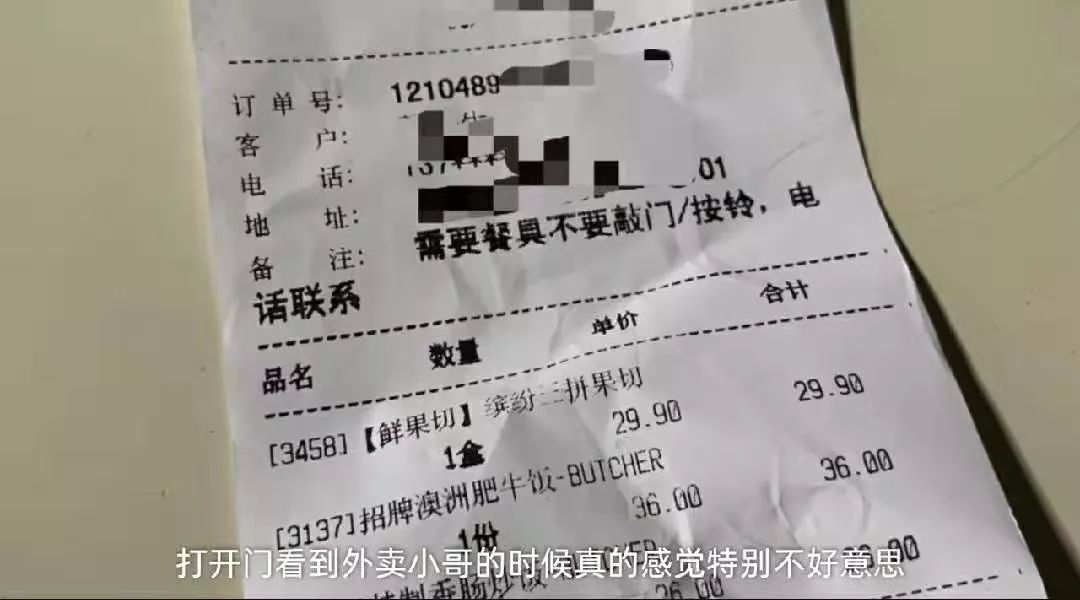 订单号: 1210489
客户:
电话: 137***
地址: 01
备注: 需要餐具不要敲门/按铃，电
话联系
品名 数量 单价 合计
[3458]【鲜果切】缤纷三拼果切
1盒 29.90 29.90
[3137]招牌澳洲肥牛饭-BUTCHER
1份 36.00 36.00
打开门看到外卖小哥的时候真的感觉特别不好意思